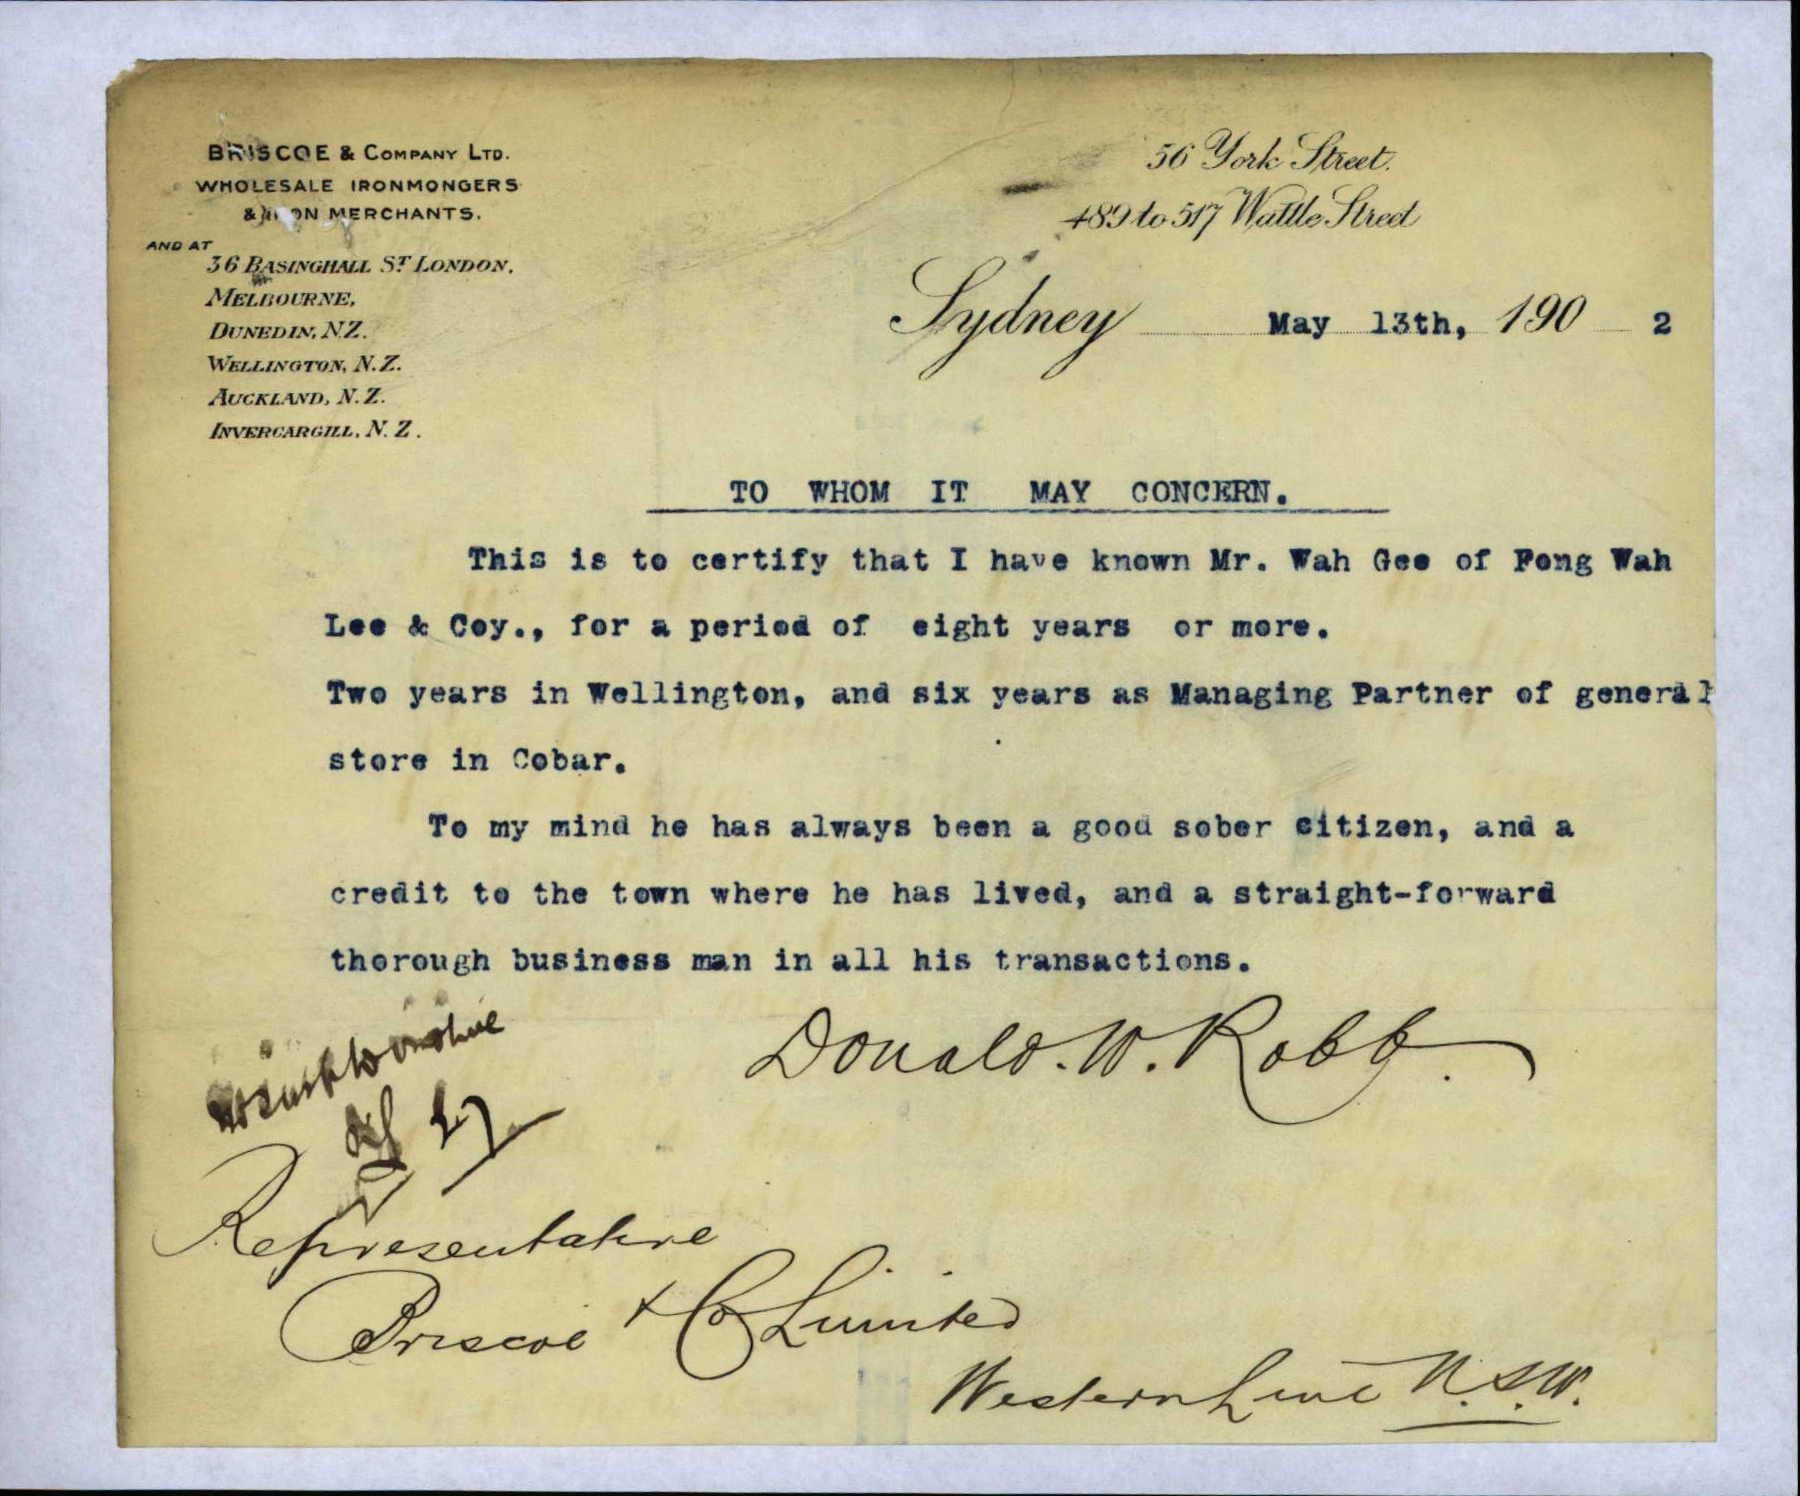 BRISCOE & COMPANY LTD.
WHOLESALE IRONMONGERS
& IRON MERCHANTS.
AND AT
36 BASINGHALL ST LONDON.
MELBOURNE,
DUNEDIN, N.Z.
WELLINGTON, N.Z.
AUCKLAND, N.Z.
INVERCARGILL, N.Z.
56 York Street.
489 to 517 Wattle Street
Sydney May 13th, 190 2
TO WHOM IT MAY CONCERN.
This is to certify that I have known Mr. Wah Gee of Fong Wah
Lee & Coy., for a period of eight years or more.
Two years in Wellington, and six years as Managing Partner of general
store in Cobar.
To my mind he has always been a good sober citizen, and a
credit to the town where he has lived, and a straight-forward
thorough business man in all his transactions.
Donald. W. Robb.
Representative
Briscoe & Co Limited
Western Line N.S.W.